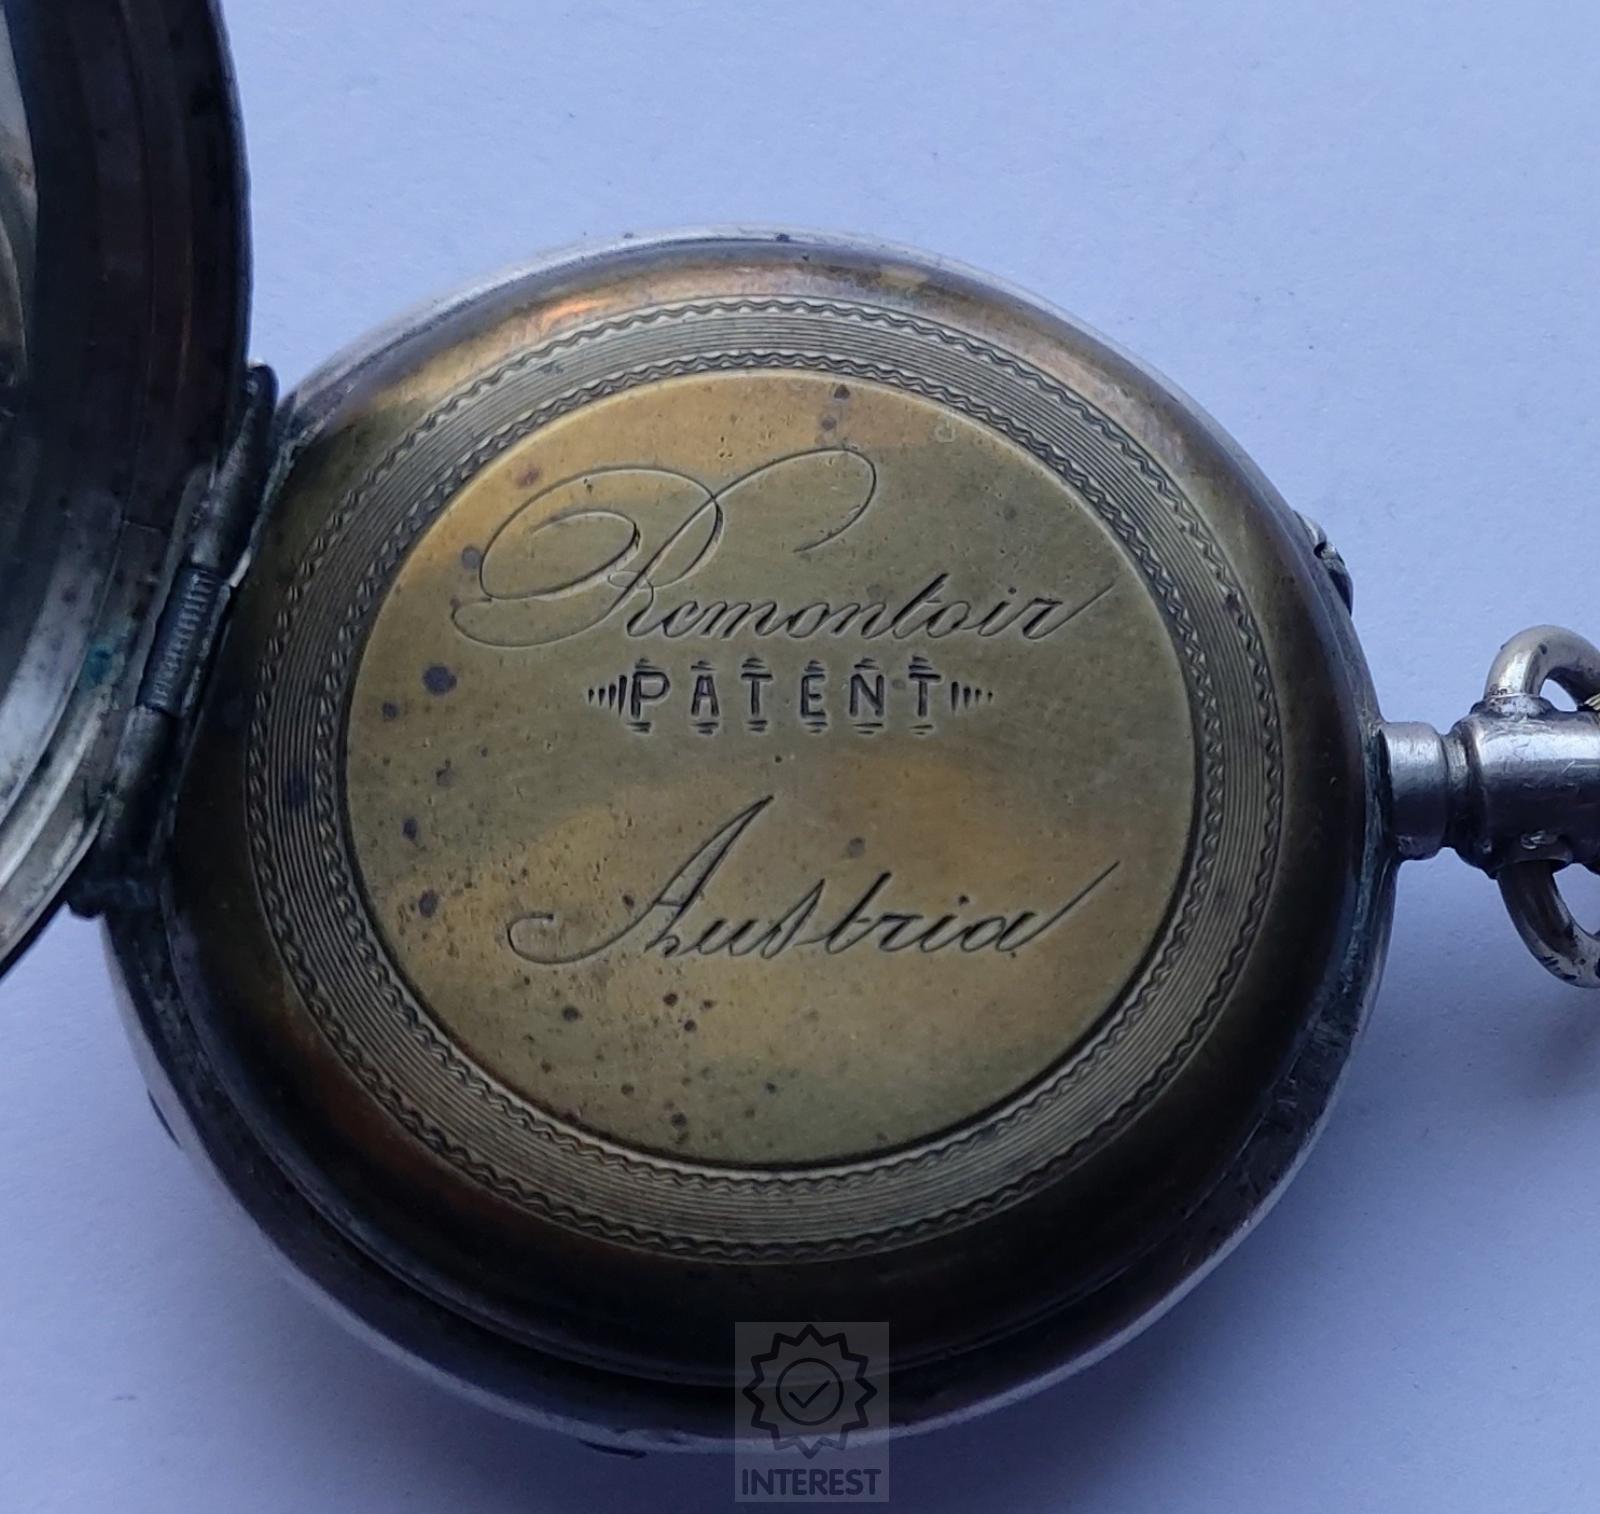 Remontoir
PATENT
Austria
INTEREST